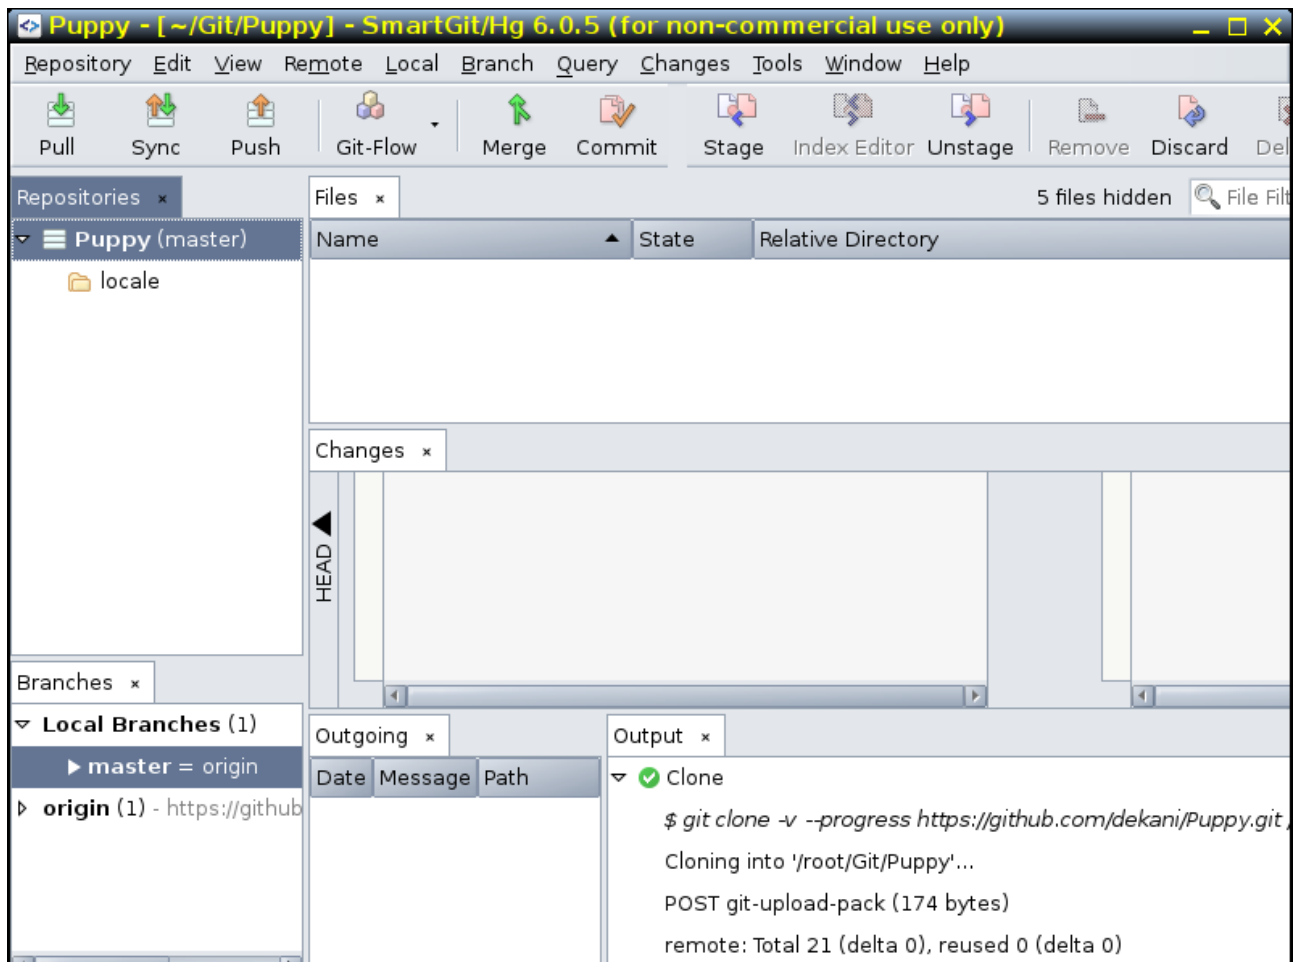 Puppy - [~/Git/Puppy] - SmartGit/Hg 6.0.5 (for non-commercial use only)
Repository Edit View Remote Local Branch Query Changes Tools Window Help
Pull Sync Push Git-Flow Merge Commit Stage Index Editor Unstage Remove Discard Del
Repositories
Puppy (master)
locale
Files
5 files hidden File Filt
Name State Relative Directory
Changes
HEAD
Branches
Local Branches (1)
master = origin
origin (1) - https://github
Outgoing
Date Message Path
Output
Clone
$ git clone -v --progress https://github.com/dekani/Puppy.git /
Cloning into '/root/Git/Puppy'...
POST git-upload-pack (174 bytes)
remote: Total 21 (delta 0), reused 0 (delta 0)